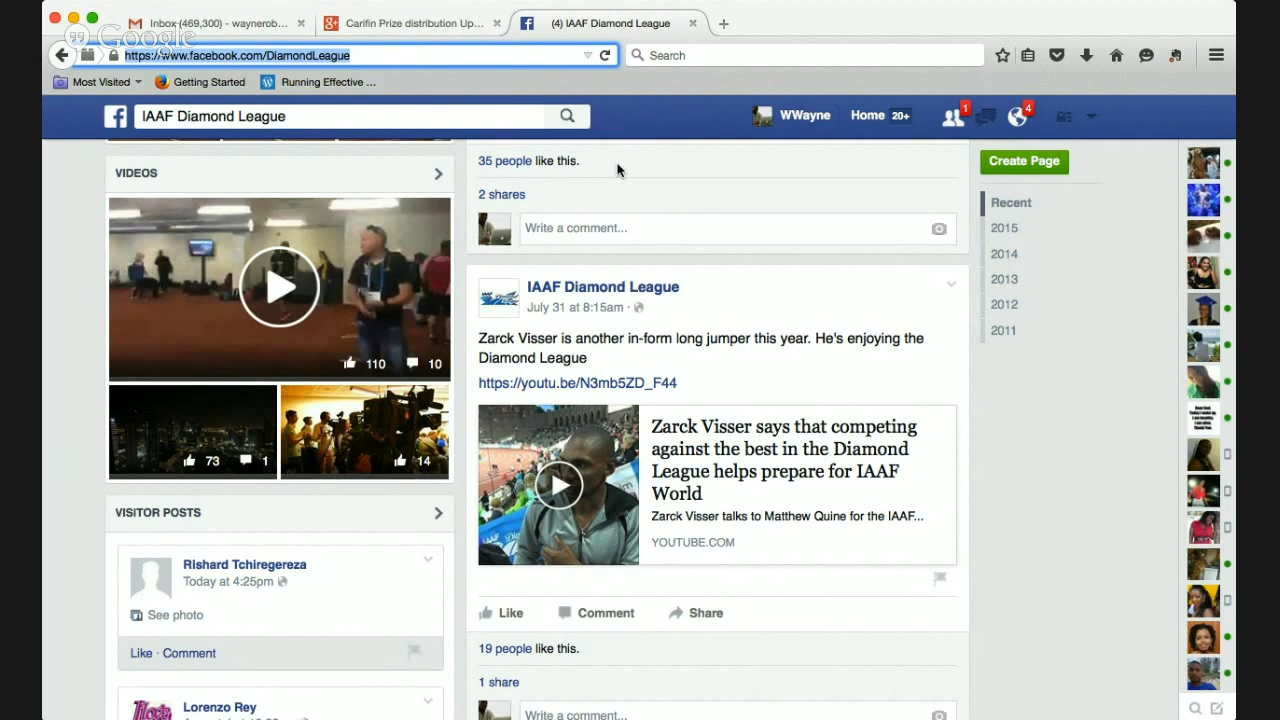 Inbox (469,300) - waynerob...
Carifin Prize distribution Up...
(4) IAAF Diamond League
Google
https://www.facebook.com/DiamondLeague
Search
Most Visited
Getting Started
Running Effective ...
IAAF Diamond League
WWayne
Home 20+
1
4
VIDEOS
110
10
73
1
14
VISITOR POSTS
Rishard Tchiregereza
Today at 4:25pm
See photo
Like · Comment
Lorenzo Rey
35 people like this.
2 shares
Write a comment...
IAAF Diamond League
July 31 at 8:15am ·
Zarck Visser is another in-form long jumper this year. He's enjoying the
Diamond League
https://youtu.be/N3mb5ZD_F44
Zarck Visser says that competing
against the best in the Diamond
League helps prepare for IAAF
World
Zarck Visser talks to Matthew Quine for the IAAF...
YOUTUBE.COM
Like
Comment
Share
19 people like this.
1 share
Write a comment...
Create Page
Recent
2015
2014
2013
2012
2011